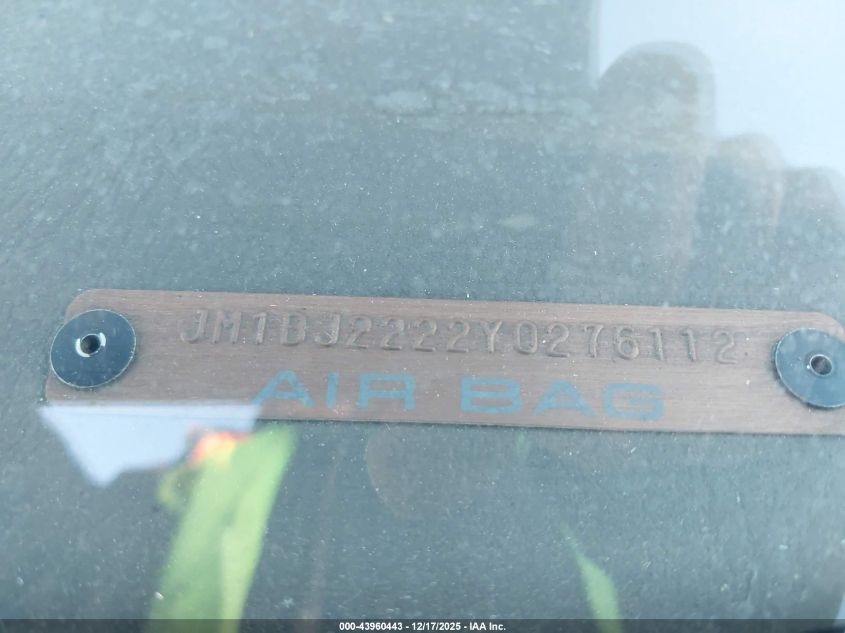 JM1BJ2222Y0276112
AIR BAG
000-43960443 • 12/17/2025 • IAA Inc.